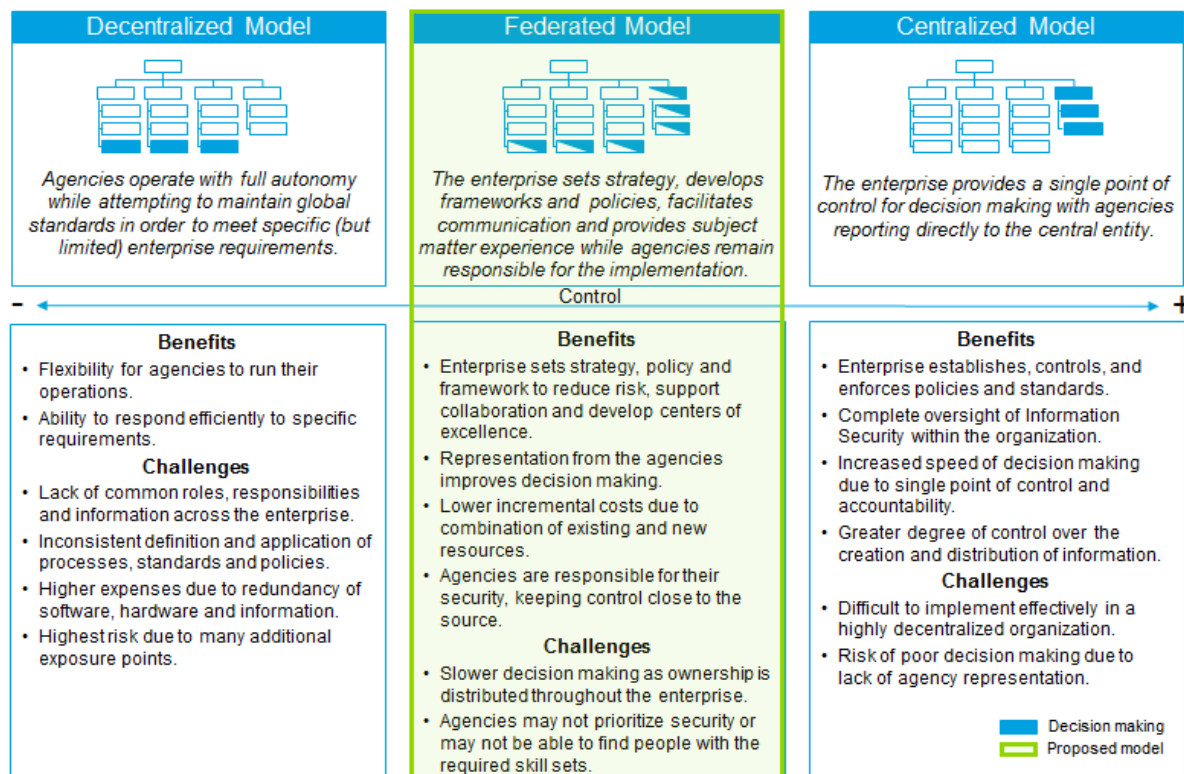 Decentralized Model
Agencies operate with full autonomy
while attempting to maintain global
standards in order to meet specific (but
limited) enterprise requirements.
Federated Model
The enterprise sets strategy, develops
frameworks and policies, facilitates
communication and provides subject
matter experience while agencies remain
responsible for the implementation.
Centralized Model
The enterprise provides a single point of
control for decision making with agencies
reporting directly to the central entity.
-
Control
+
Benefits
• Flexibility for agencies to run their
operations.
• Ability to respond efficiently to specific
requirements.
Challenges
• Lack of common roles, responsibilities
and information across the enterprise.
• Inconsistent definition and application of
processes, standards and policies.
• Higher expenses due to redundancy of
software, hardware and information.
• Highest risk due to many additional
exposure points.
Benefits
• Enterprise sets strategy, policy and
framework to reduce risk, support
collaboration and develop centers of
excellence.
• Representation from the agencies
improves decision making.
• Lower incremental costs due to
combination of existing and new
resources.
• Agencies are responsible for their
security, keeping control close to the
source.
Challenges
• Slower decision making as ownership is
distributed throughout the enterprise.
• Agencies may not prioritize security or
may not be able to find people with the
required skill sets.
Benefits
• Enterprise establishes, controls, and
enforces policies and standards.
• Complete oversight of Information
Security within the organization.
• Increased speed of decision making
due to single point of control and
accountability.
• Greater degree of control over the
creation and distribution of information.
Challenges
• Difficult to implement effectively in a
highly decentralized organization.
• Risk of poor decision making due to
lack of agency representation.
Decision making
Proposed model